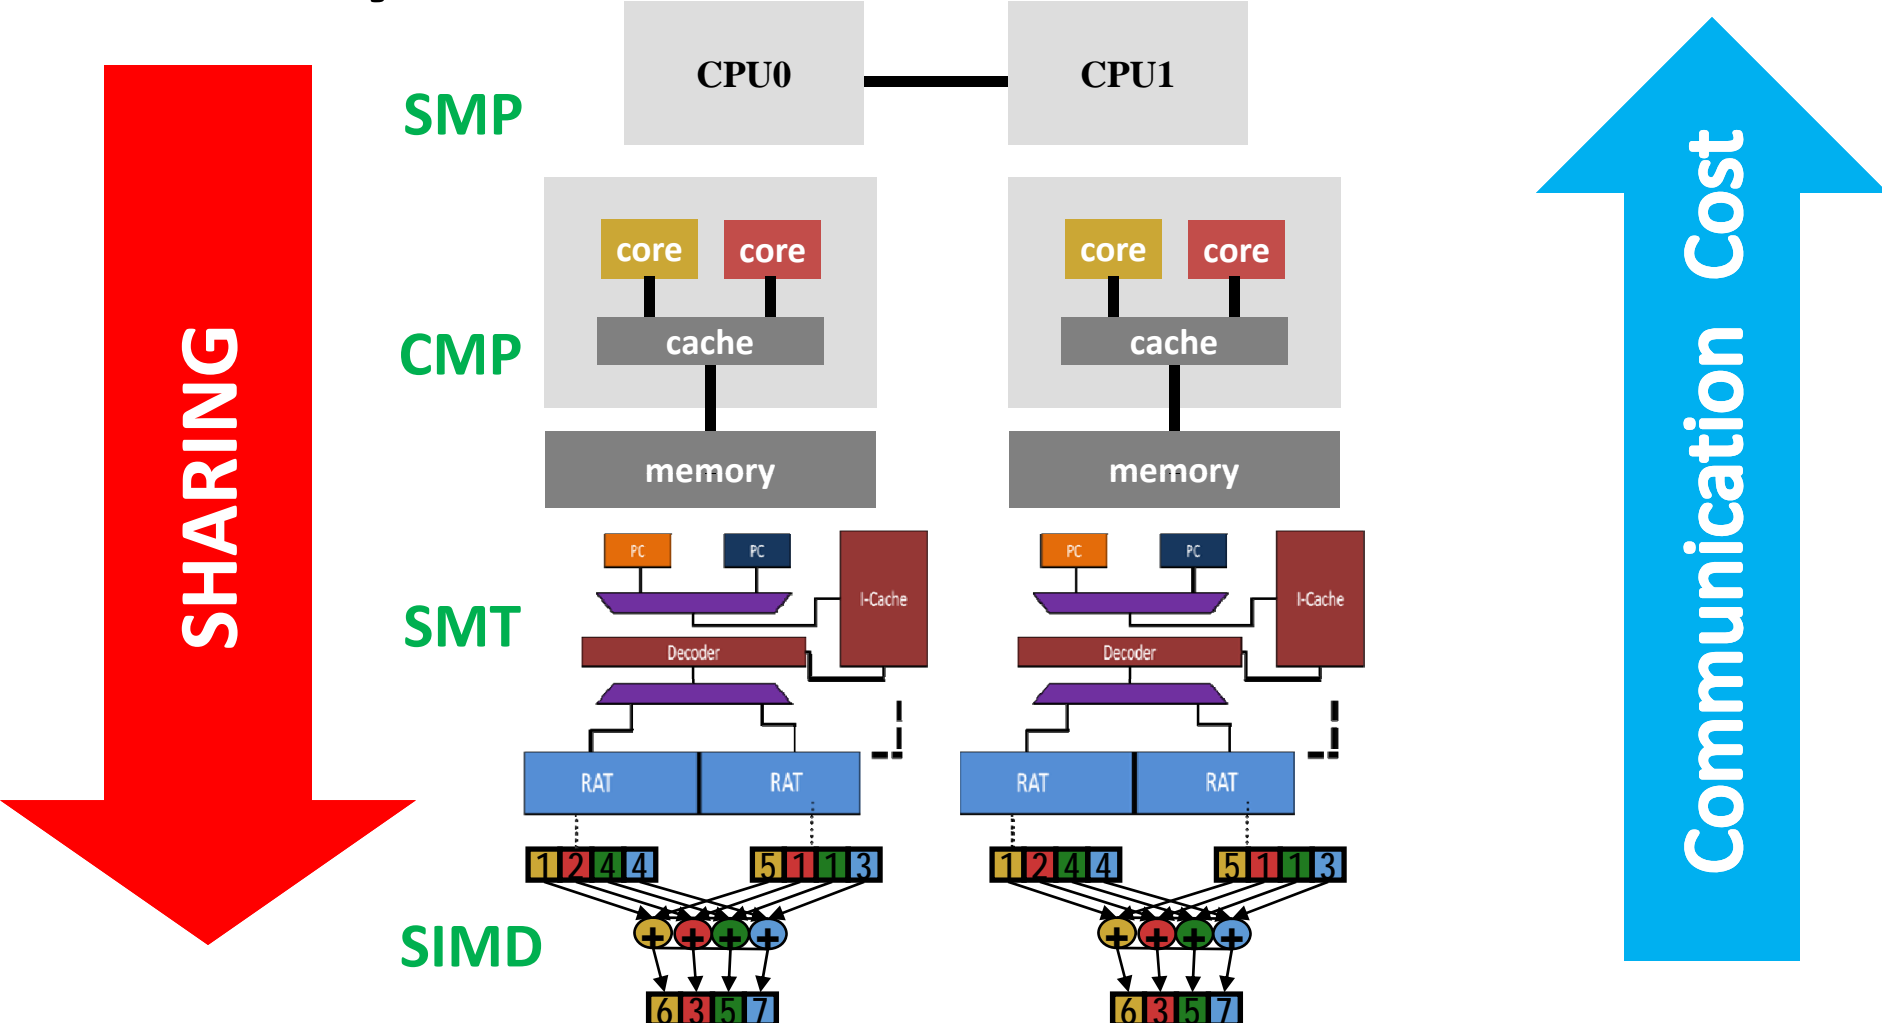 CPU0 CPU1
SMP
core core core core
cache cache
CMP
memory memory
PC PC PC PC
I-Cache I-Cache
SMT
Decoder Decoder
RAT RAT RAT RAT
1 2 4 4 5 1 1 3 1 2 4 4 5 1 1 3
+ + + + + + + +
SIMD
6 3 5 7 6 3 5 7
SHARING
Communication Cost